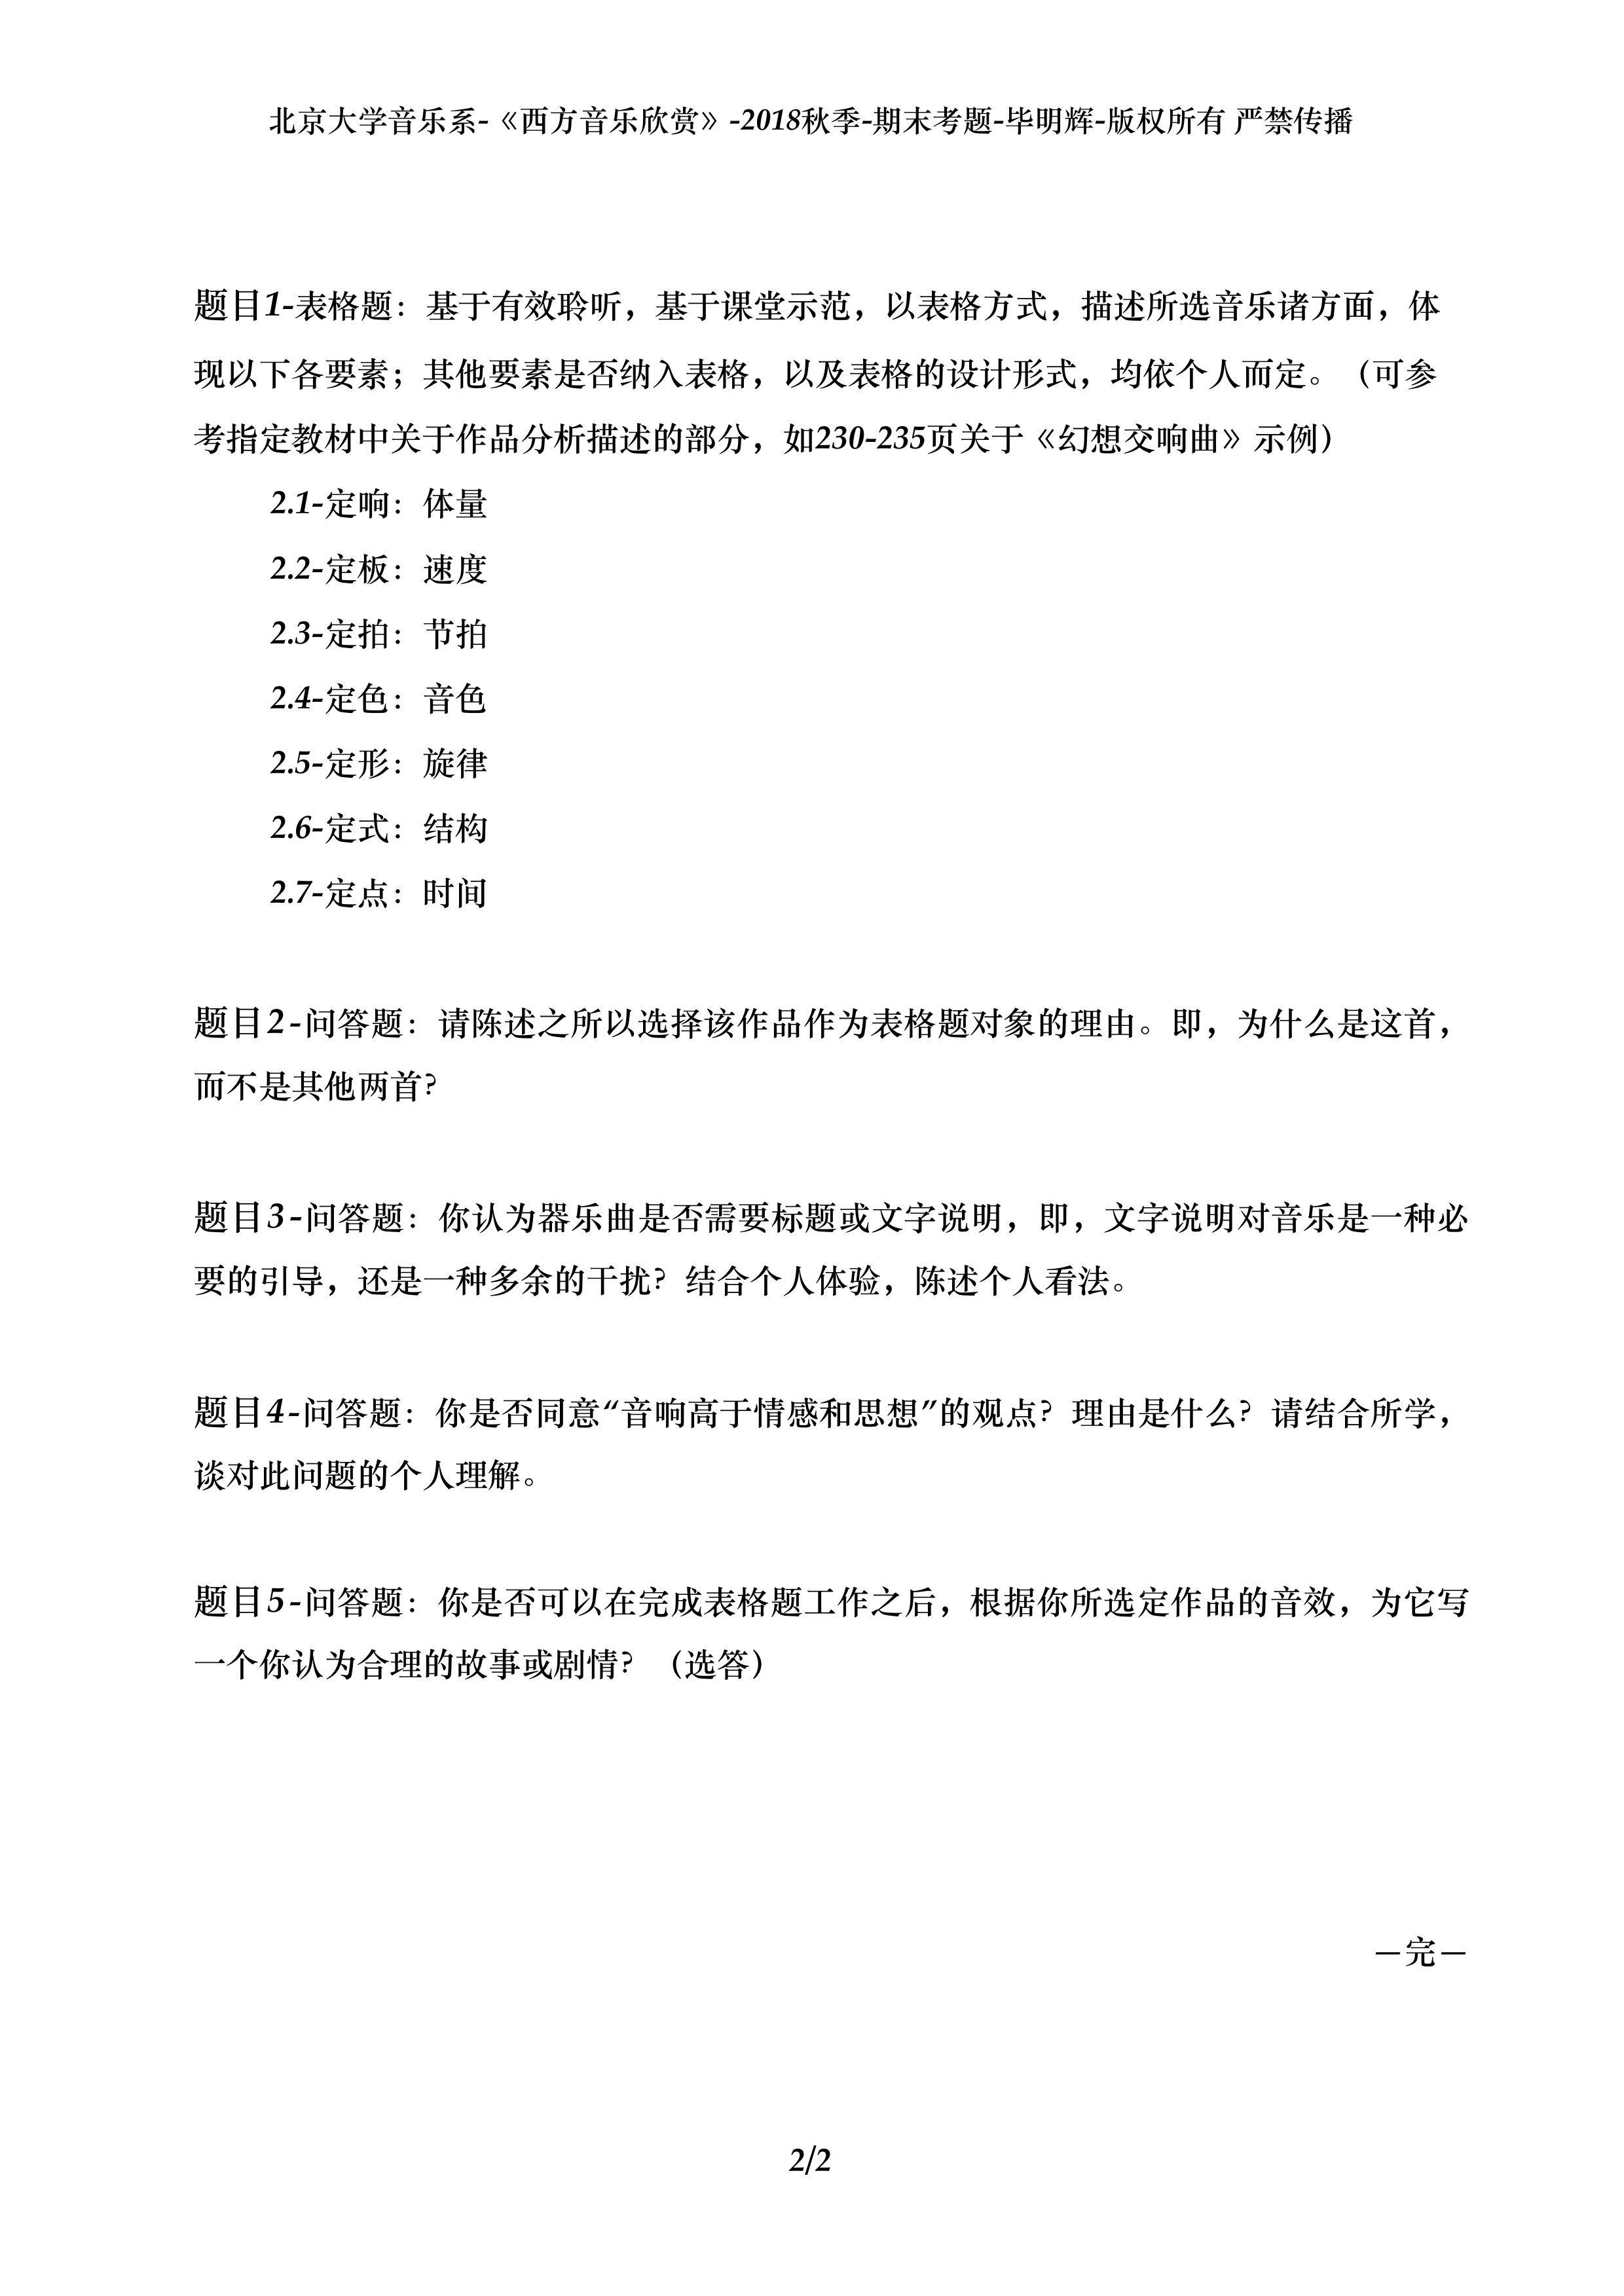 北京大学音乐系-《西方音乐欣赏》-2018秋季-期末考题-毕明辉-版权所有 严禁传播
题目1-表格题：基于有效聆听，基于课堂示范，以表格方式，描述所选音乐诸方面，体
现以下各要素；其他要素是否纳入表格，以及表格的设计形式，均依个人而定。（可参
考指定教材中关于作品分析描述的部分，如230-235页关于《幻想交响曲》示例）
2.1-定响：体量
2.2-定板：速度
2.3-定拍：节拍
2.4-定色：音色
2.5-定形：旋律
2.6-定式：结构
2.7-定点：时间
题目2-问答题：请陈述之所以选择该作品作为表格题对象的理由。即，为什么是这首，
而不是其他两首？
题目3-问答题：你认为器乐曲是否需要标题或文字说明，即，文字说明对音乐是一种必
要的引导，还是一种多余的干扰？结合个人体验，陈述个人看法。
题目4-问答题：你是否同意“音响高于情感和思想”的观点？理由是什么？请结合所学，
谈对此问题的个人理解。
题目5-问答题：你是否可以在完成表格题工作之后，根据你所选定作品的音效，为它写
一个你认为合理的故事或剧情？（选答）
—完—
2/2